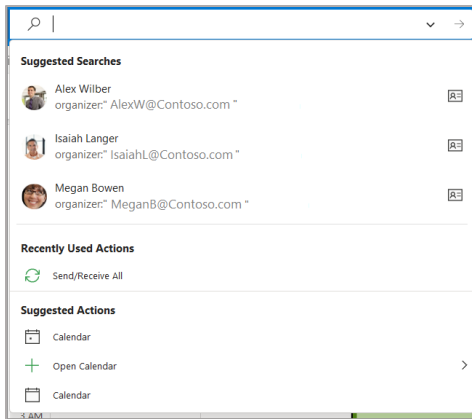 Suggested Searches
Alex Wilber
organizer:" AlexW@Contoso.com "
Isaiah Langer
organizer:" IsaiahL@Contoso.com "
Megan Bowen
organizer:" MeganB@Contoso.com "
Recently Used Actions
Send/Receive All
Suggested Actions
Calendar
Open Calendar
Calendar
3 AM